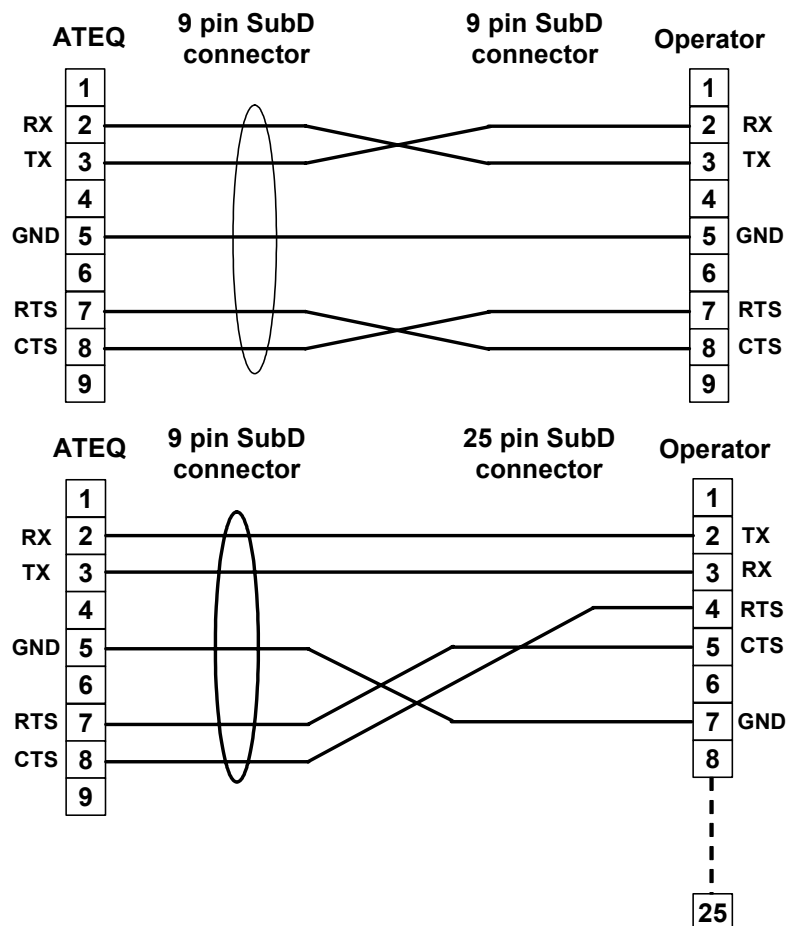 ATEQ
9 pin SubD
connector
9 pin SubD
connector
Operator
1 1
RX 2 2 RX
TX 3 3 TX
4 4
GND 5 5 GND
6 6
RTS 7 7 RTS
CTS 8 8 CTS
9 9
ATEQ
9 pin SubD
connector
25 pin SubD
connector
Operator
1 1
RX 2 2 TX
TX 3 3 RX
4 4 RTS
GND 5 5 CTS
6 6
RTS 7 7 GND
CTS 8 8
9
25